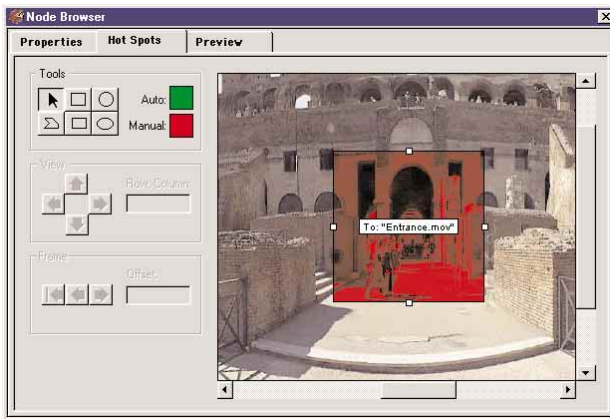 Node Browser
Properties
Hot Spots
Preview
Tools
Auto:
Manual:
View
Row, Column:
Frame
Offset:
To: "Entrance.mov"